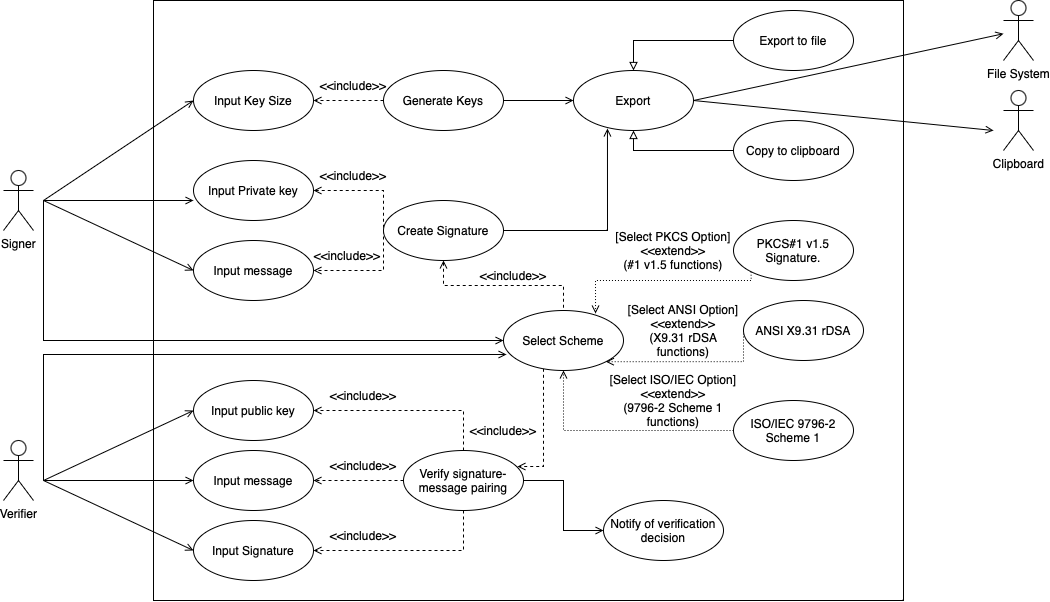 Export to file
File System
<<include>>
Input Key Size
Generate Keys
Export
Copy to clipboard
Clipboard
<<include>>
Input Private key
Signer
Create Signature
[Select PKCS Option]
<<extend>>
(#1 v1.5 functions)
PKCS#1 v1.5
Signature.
<<include>>
Input message
<<include>>
[Select ANSI Option]
<<extend>>
(X9.31 rDSA
functions)
ANSI X9.31 rDSA
Select Scheme
[Select ISO/IEC Option]
<<extend>>
(9796-2 Scheme 1
functions)
ISO/IEC 9796-2
Scheme 1
<<include>>
Input public key
<<include>>
<<include>>
Input message
Verify signature-
message pairing
Verifier
Notify of verification
decision
<<include>>
Input Signature